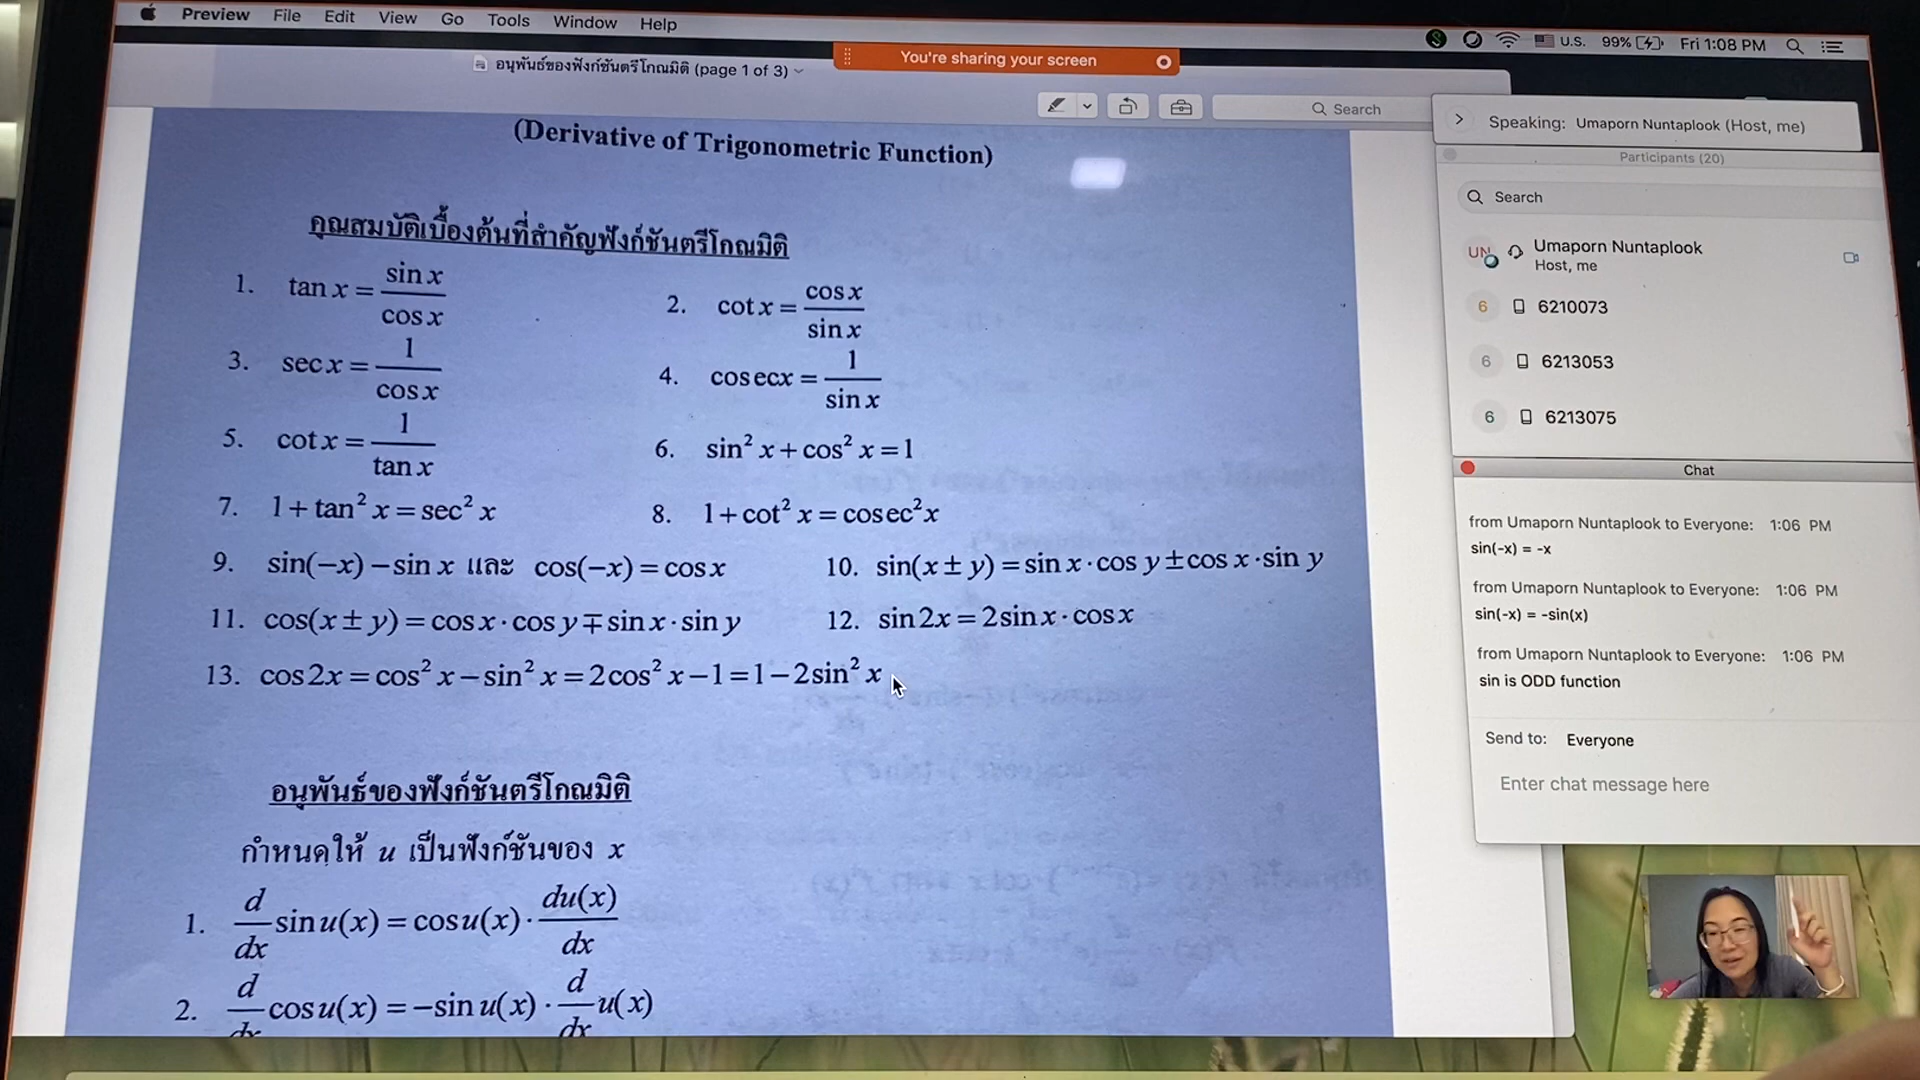 Preview File Edit View Go Tools Window Help
U.S. 99% Fri 1:08 PM
You're sharing your screen
อนุพันธ์ของฟังก์ชันตรีโกณมิติ (page 1 of 3)
Search
(Derivative of Trigonometric Function)
คุณสมบัติเบื้องต้นที่สำคัญฟังก์ชันตรีโกณมิติ
1. tan x = sin x / cos x
2. cot x = cos x / sin x
3. sec x = 1 / cos x
4. cosecx = 1 / sin x
5. cot x = 1 / tan x
6. sin² x + cos² x = 1
7. 1 + tan² x = sec² x
8. 1 + cot² x = cosec²x
9. sin(−x) − sin x และ cos(−x) = cos x
10. sin(x ± y) = sin x · cos y ± cos x · sin y
11. cos(x ± y) = cos x · cos y ∓ sin x · sin y
12. sin 2x = 2sin x · cos x
13. cos 2x = cos² x − sin² x = 2cos² x − 1 = 1 − 2sin² x
อนุพันธ์ของฟังก์ชันตรีโกณมิติ
กำหนดให้ u เป็นฟังก์ชันของ x
1. d/dx sin u(x) = cos u(x) · du(x)/dx
2. d/dx cos u(x) = −sin u(x) · d/dx u(x)
Speaking: Umaporn Nuntaplook (Host, me)
Participants (20)
Search
UN Umaporn Nuntaplook
Host, me
6 6210073
6 6213053
6 6213075
Chat
from Umaporn Nuntaplook to Everyone: 1:06 PM
sin(-x) = -x
from Umaporn Nuntaplook to Everyone: 1:06 PM
sin(-x) = -sin(x)
from Umaporn Nuntaplook to Everyone: 1:06 PM
sin is ODD function
Send to: Everyone
Enter chat message here